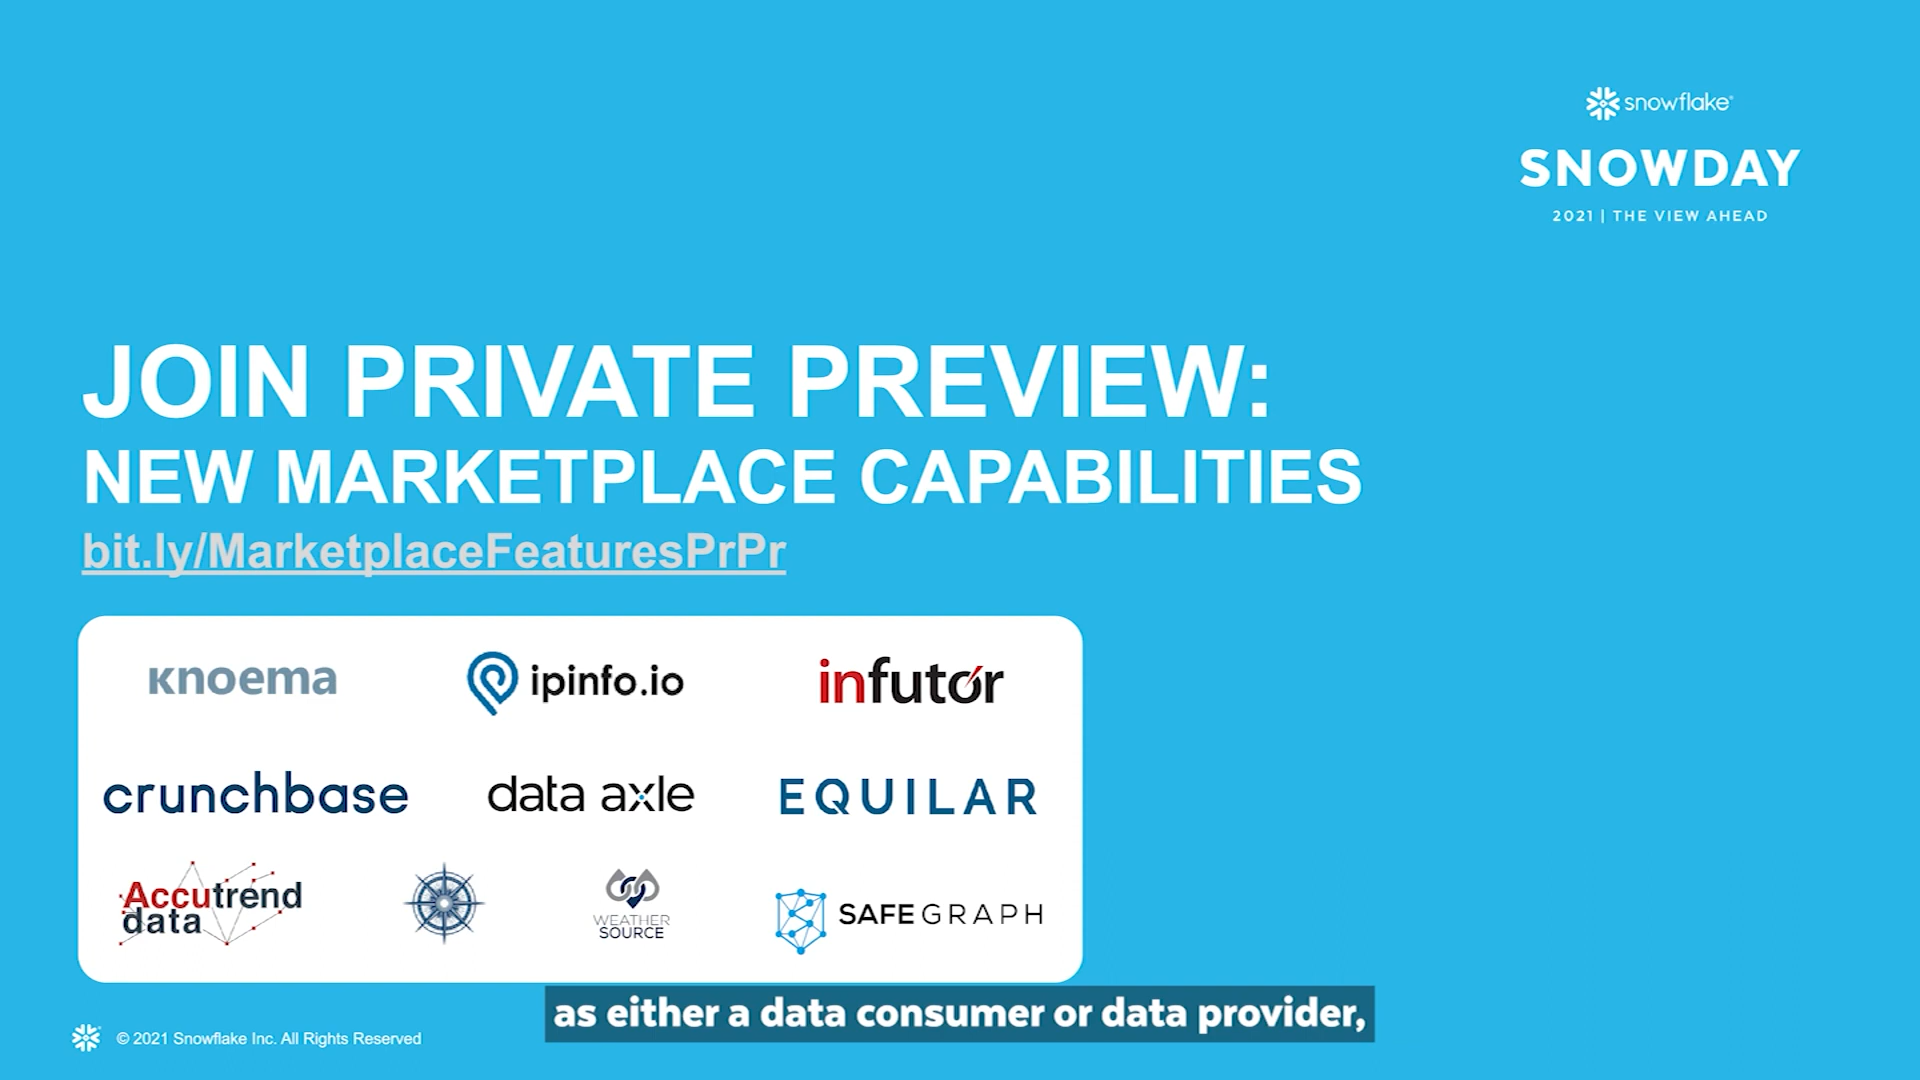 snowflake®
SNOWDAY
2021 | THE VIEW AHEAD
JOIN PRIVATE PREVIEW:
NEW MARKETPLACE CAPABILITIES
bit.ly/MarketplaceFeaturesPrPr
knoema
ipinfo.io
infutor
crunchbase
data axle
EQUILAR
Accutrend
data
WEATHER
SOURCE
SAFEGRAPH
as either a data consumer or data provider,
© 2021 Snowflake Inc. All Rights Reserved